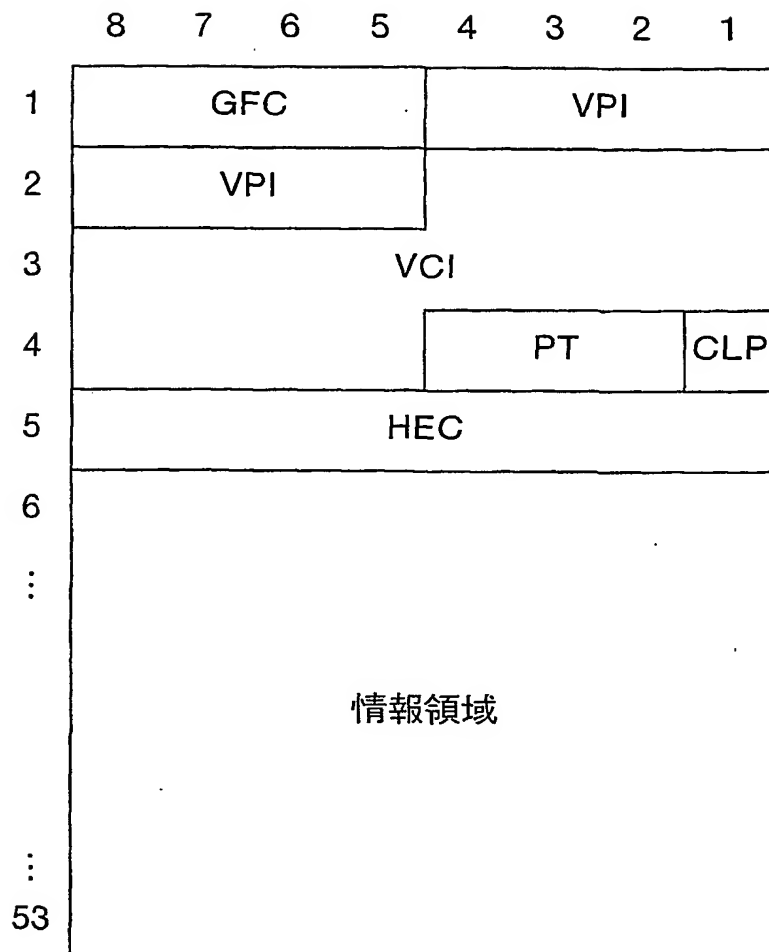 8 7 6 5 4 3 2 1
1 GFC VPI
2 VPI
3 VCI
4 PT CLP
5 HEC
6
⋮
情報領域
⋮
53